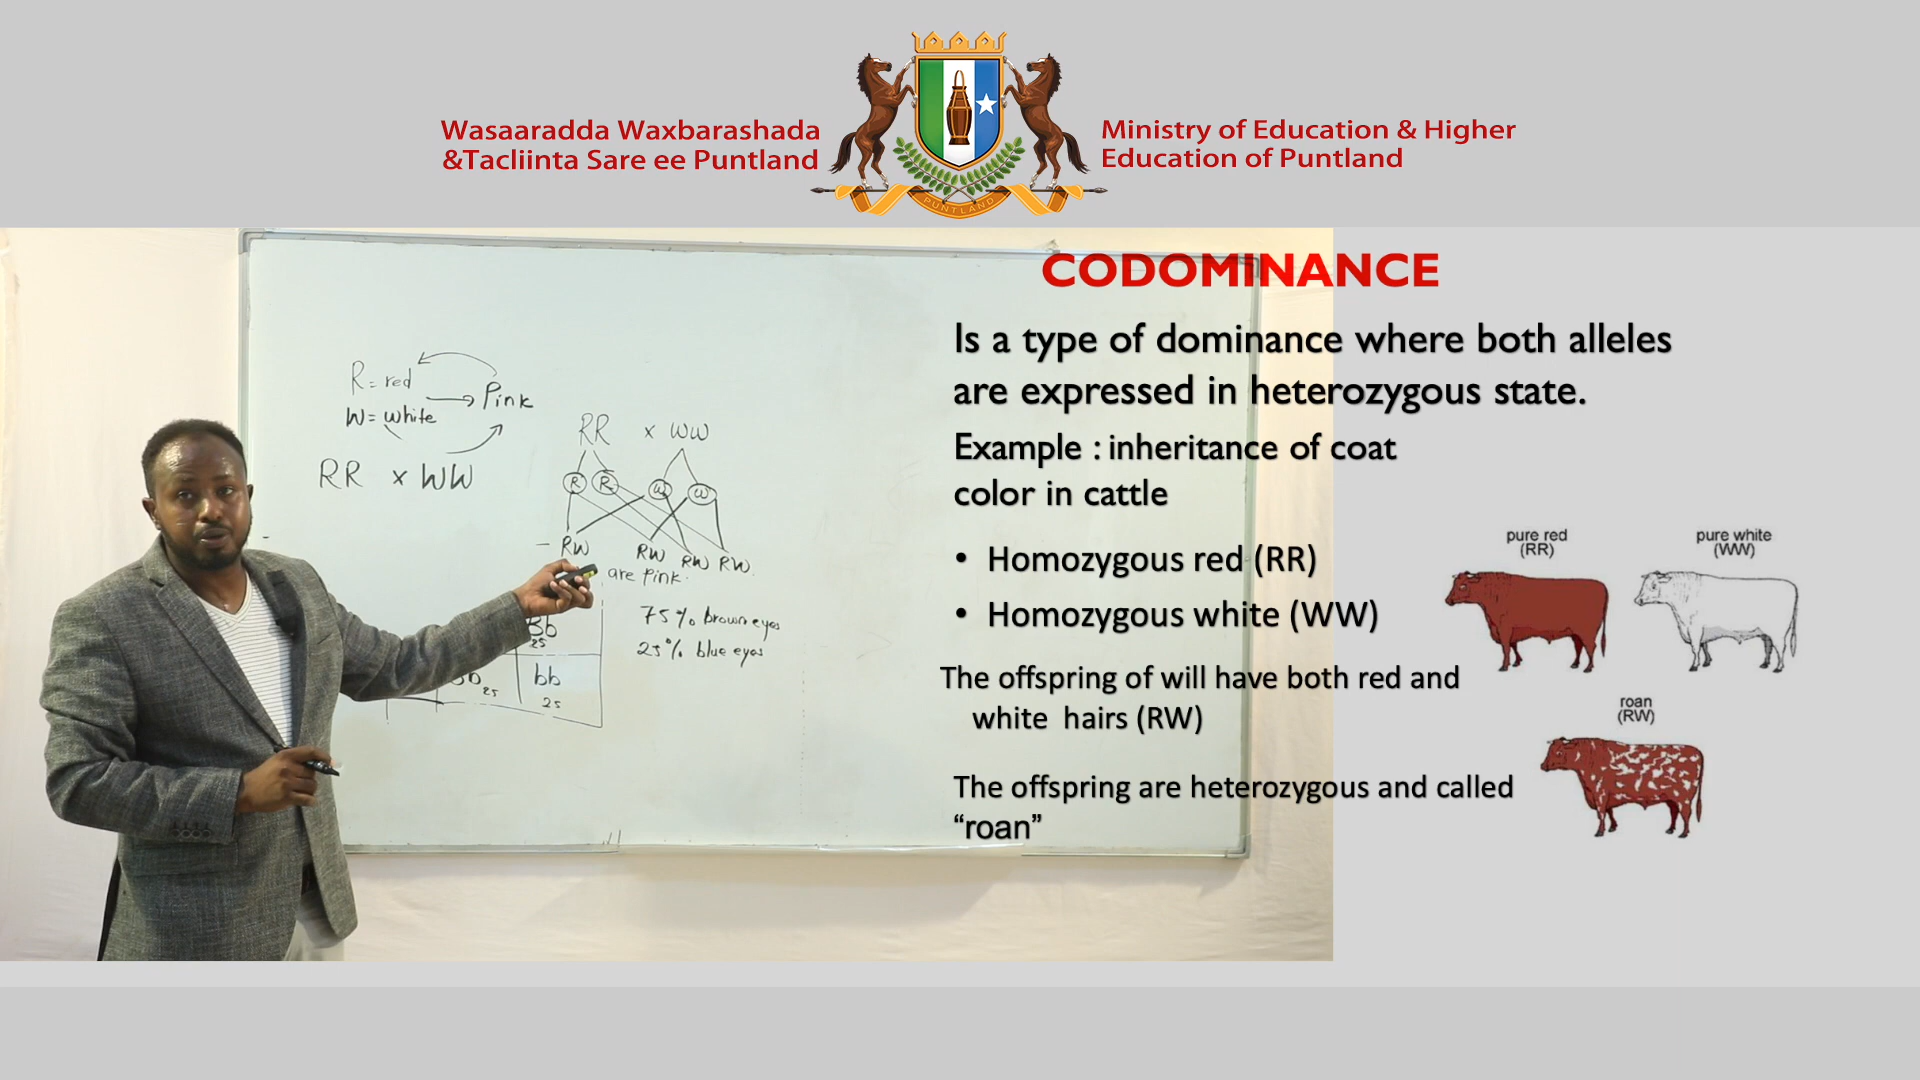 Wasaaradda Waxbarashada
&Tacliinta Sare ee Puntland
PUNTLAND
Ministry of Education & Higher
Education of Puntland
R = red
W = white
Pink
RR x WW
RR x WW
R R W W
- RW RW RW RW
are Pink.
75% brown eyes
25% blue eyes
Bb
25
25
bb
25
CODOMINANCE
Is a type of dominance where both alleles
are expressed in heterozygous state.
Example : inheritance of coat
color in cattle
• Homozygous red (RR)
• Homozygous white (WW)
The offspring of will have both red and
white hairs (RW)
The offspring are heterozygous and called
“roan”
pure red
(RR)
pure white
(WW)
roan
(RW)